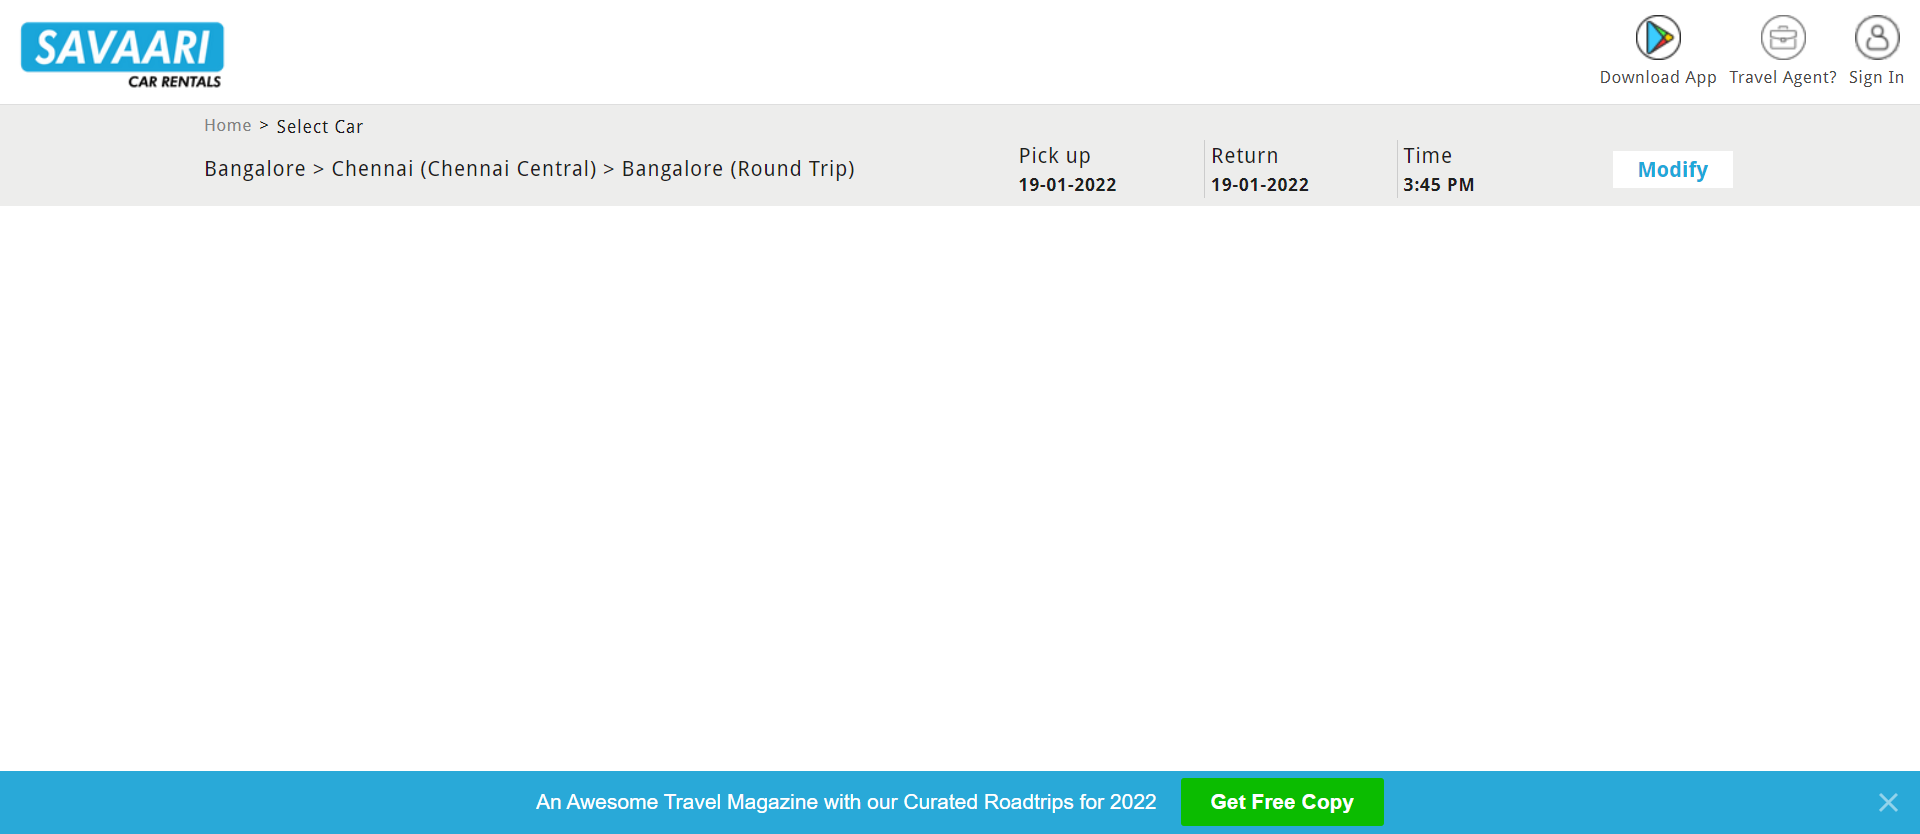 SAVAARI
CAR RENTALS
Download App
Travel Agent?
Sign In
Home > Select Car
Bangalore > Chennai (Chennai Central) > Bangalore (Round Trip)
Pick up
19-01-2022
Return
19-01-2022
Time
3:45 PM
Modify
An Awesome Travel Magazine with our Curated Roadtrips for 2022
Get Free Copy